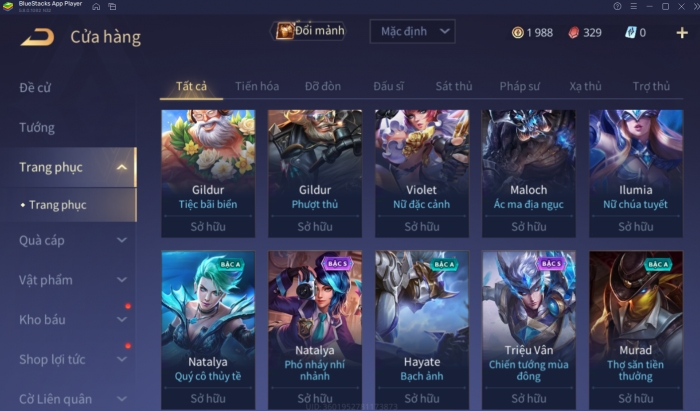 BlueStacks App Player
Cửa hàng
Đổi mảnh
Mặc định
1 988
329
0
Đề cử
Tướng
Trang phục
Trang phục
Quà cáp
Vật phẩm
Kho báu
Shop lợi tức
Cờ Liên quân
Tất cả
Tiến hóa
Đỡ đòn
Đấu sĩ
Sát thủ
Pháp sư
Xạ thủ
Trợ thủ
Gildur
Tiệc bãi biển
Sở hữu
Gildur
Phượt thủ
Sở hữu
Violet
Nữ đặc cảnh
Sở hữu
Maloch
Ác ma địa ngục
Sở hữu
Ilumia
Nữ chúa tuyết
Sở hữu
BẬC A
Natalya
Quý cô thủy tề
Sở hữu
BẬC S
Natalya
Phó nháy nhí
nhảnh
Sở hữu
BẬC A
Hayate
Bạch ảnh
Sở hữu
BẬC S
Triệu Vân
Chiến tướng mùa
đông
Sở hữu
BẬC A
Murad
Thợ săn tiền
thưởng
Sở hữu